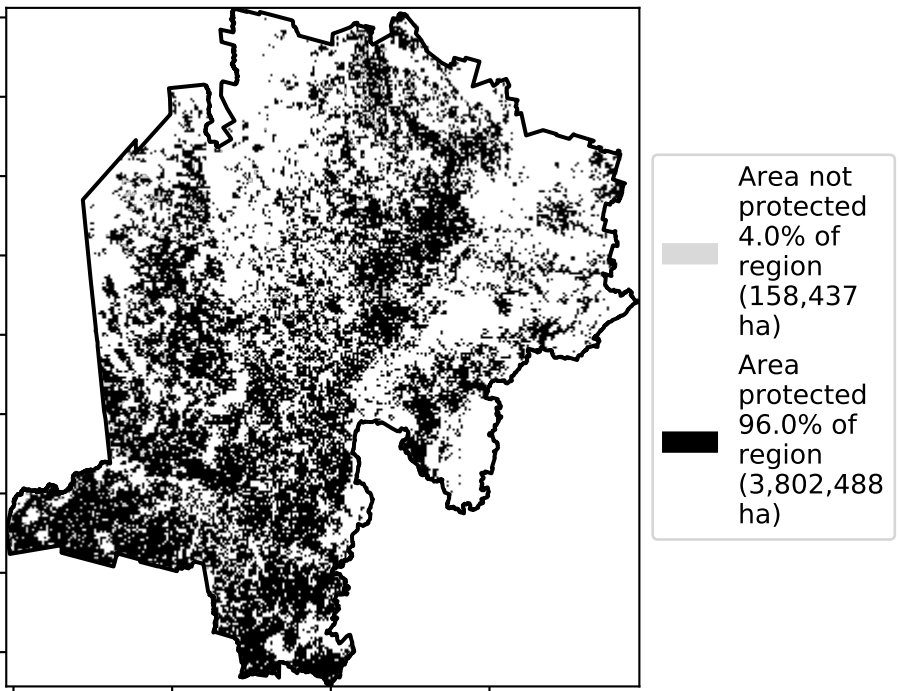 Area not
protected
4.0% of
region
(158,437
ha)
Area
protected
96.0% of
region
(3,802,488
ha)